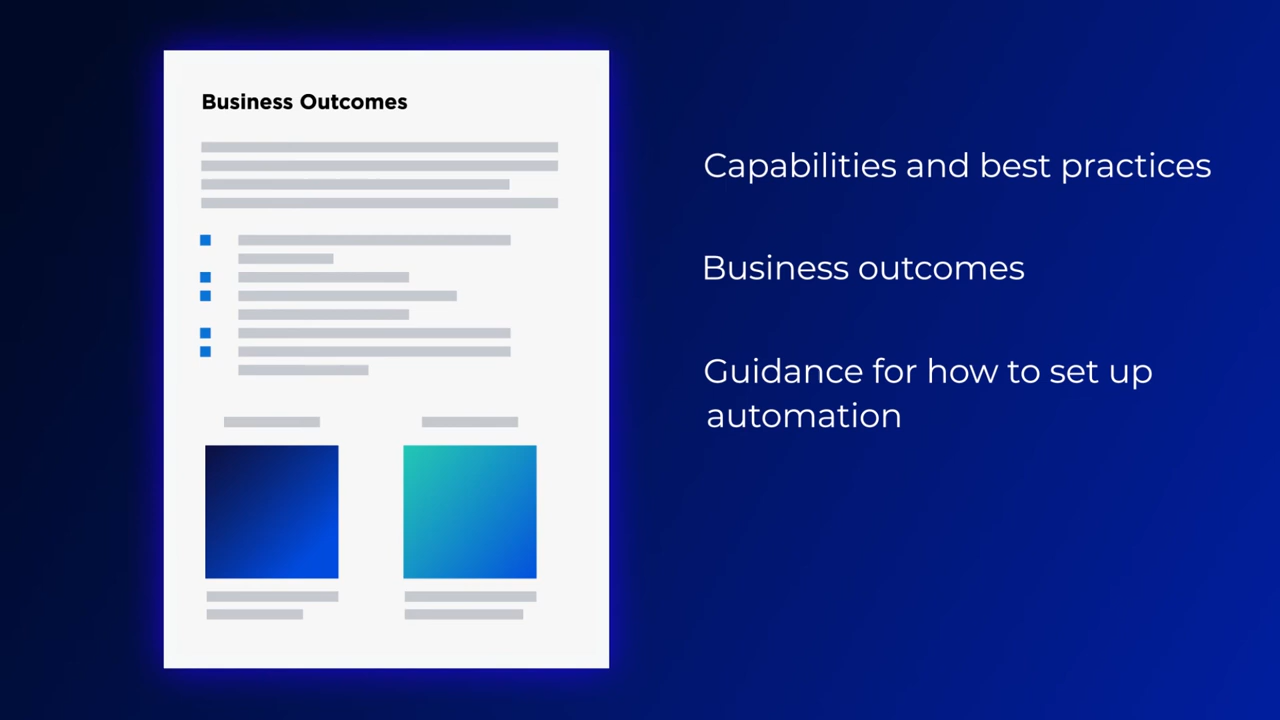 Business Outcomes
Capabilities and best practices
Business outcomes
Guidance for how to set up
automation